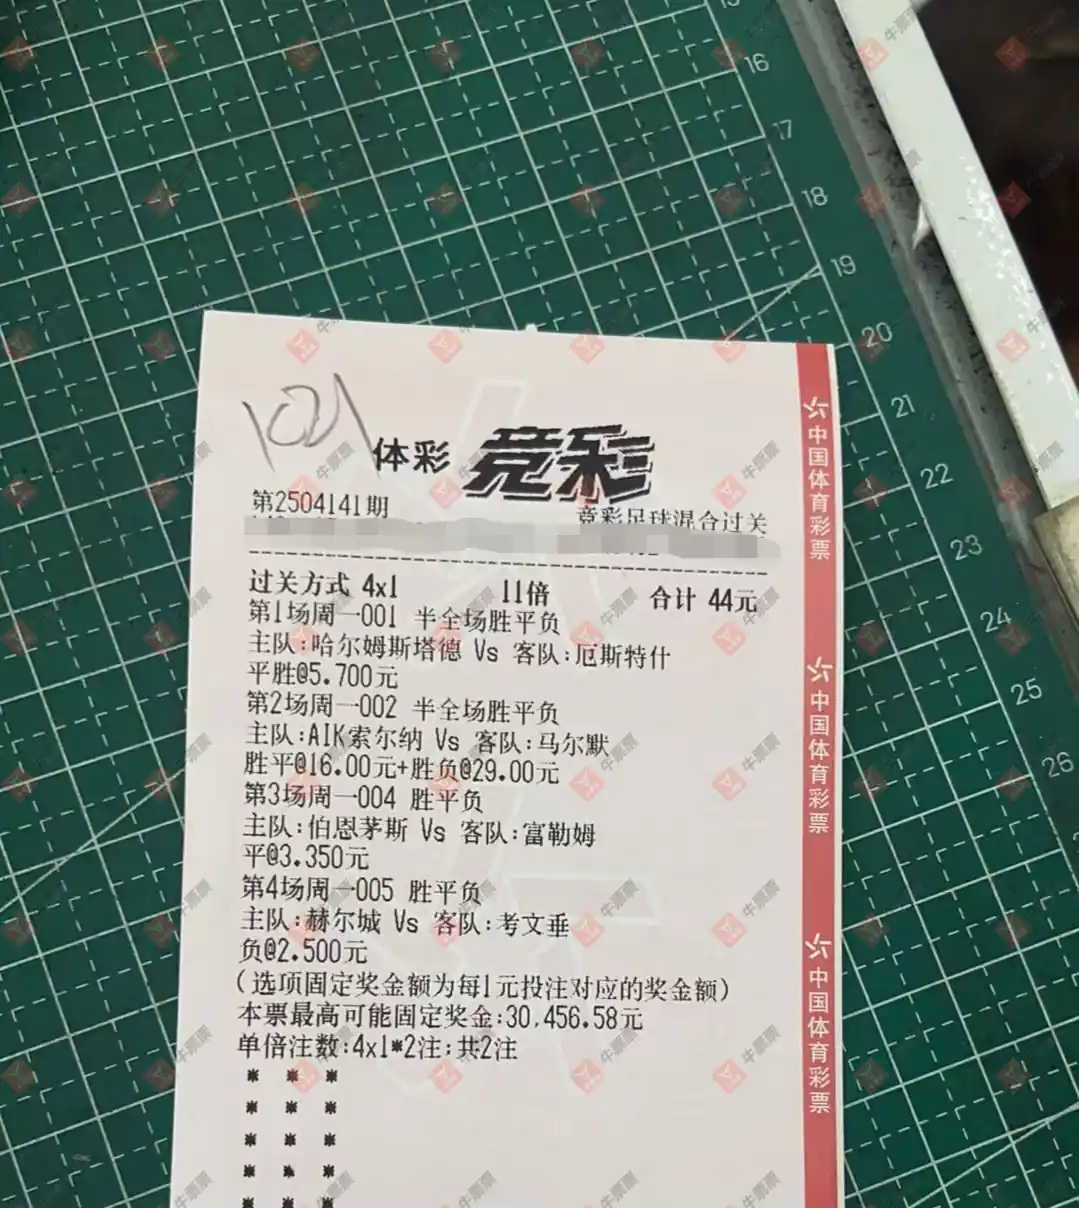 16
17
18
19
20
21
22
23
24
25
26
体彩 竞彩
第2504141期
竞彩足球混合过关
过关方式 4x1 11倍 合计 44元
第1场周一001 半全场胜平负
主队:哈尔姆斯塔德 Vs 客队:厄斯特什
平胜@5.700元
第2场周一002 半全场胜平负
主队:AIK索尔纳 Vs 客队:马尔默
胜平@16.00元+胜负@29.00元
第3场周一004 胜平负
主队:伯恩茅斯 Vs 客队:富勒姆
平@3.350元
第4场周一005 胜平负
主队:赫尔城 Vs 客队:考文垂
负@2.500元
(选项固定奖金额为每1元投注对应的奖金额)
本票最高可能固定奖金:30,456.58元
单倍注数:4x1*2注;共2注
* * *
* * *
* * *
* * *
* * *
中国体育彩票
中国体育彩票
中国体育彩票
牛票票